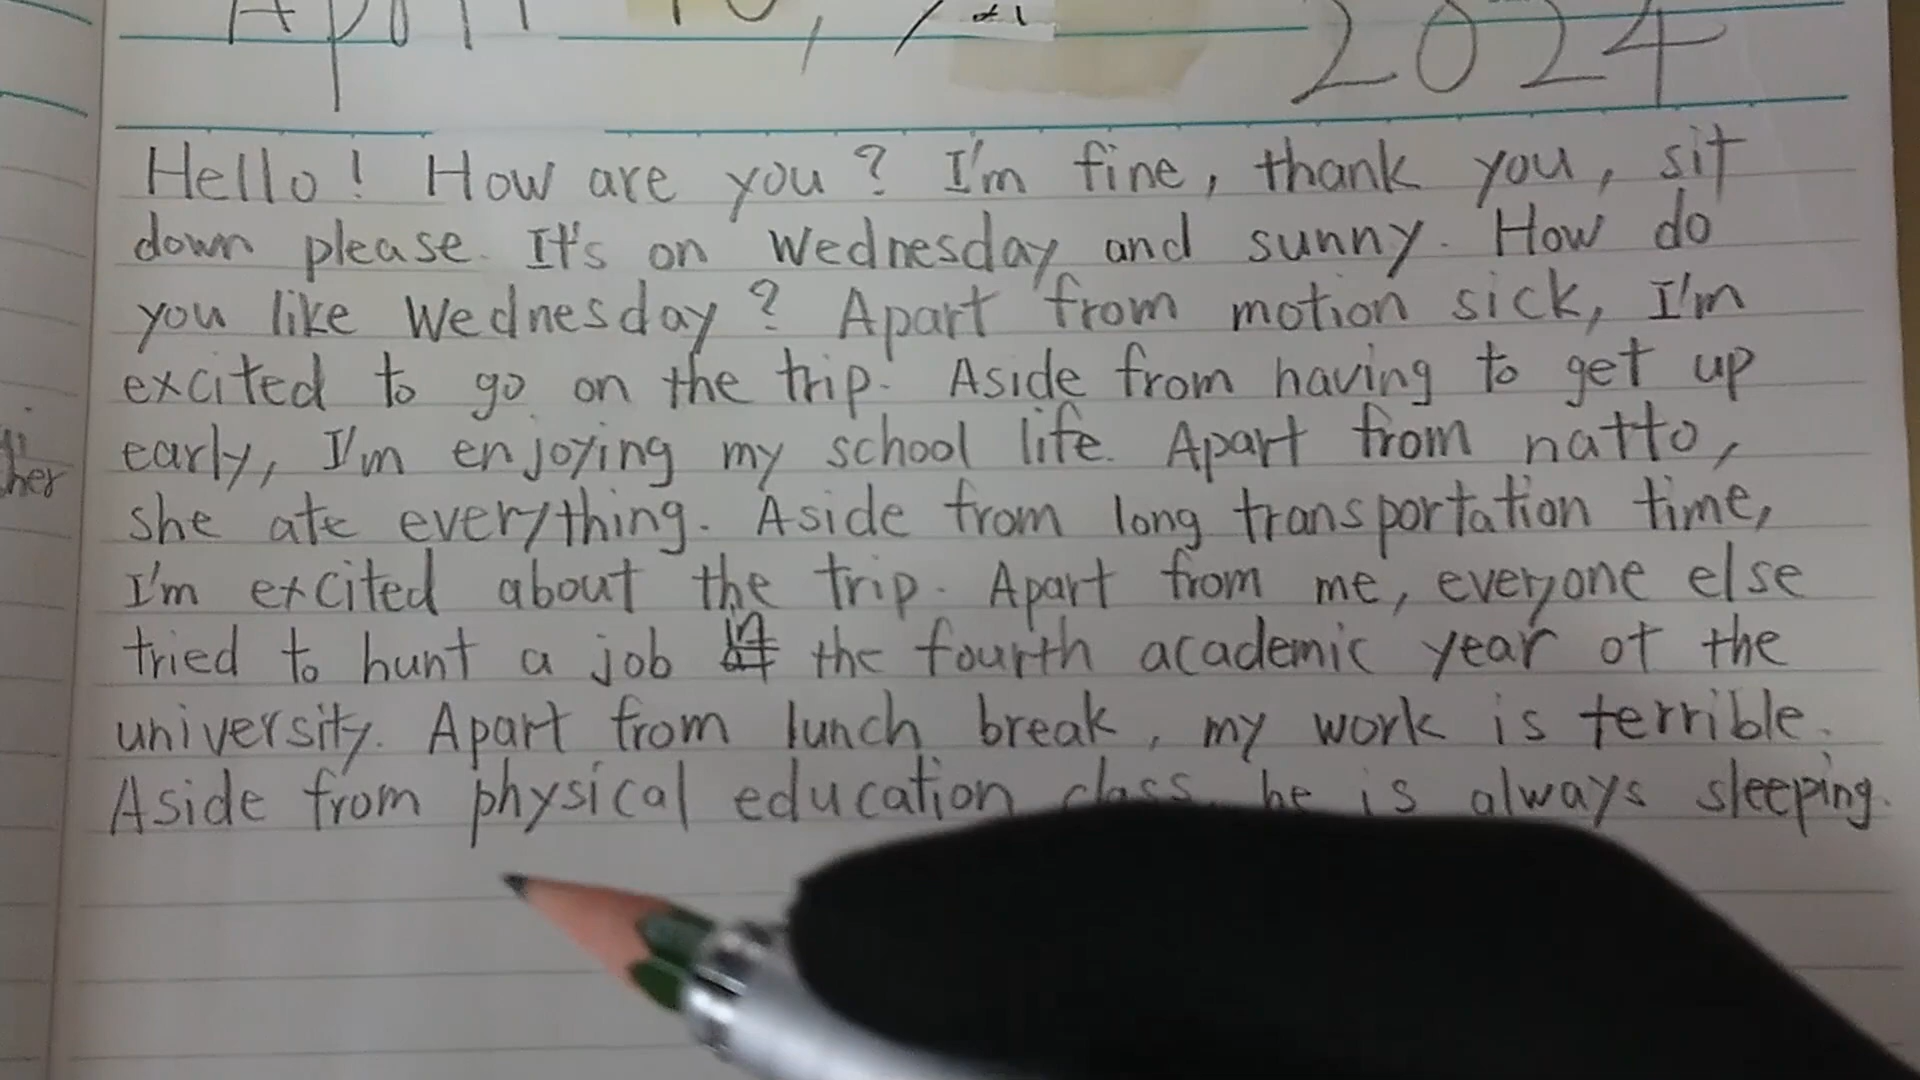 April 10, 2024
Hello! How are you? I'm fine, thank you, sit
down please. It's on Wednesday and sunny. How do
you like Wednesday? Apart from motion sick, I'm
excited to go on the trip. Aside from having to get up
early, I'm enjoying my school life. Apart from natto,
her
she ate everything. Aside from long transportation time,
I'm excited about the trip. Apart from me, everyone else
tried to hunt a job in the fourth academic year of the
university. Apart from lunch break, my work is terrible.
Aside from physical education class, he is always sleeping.